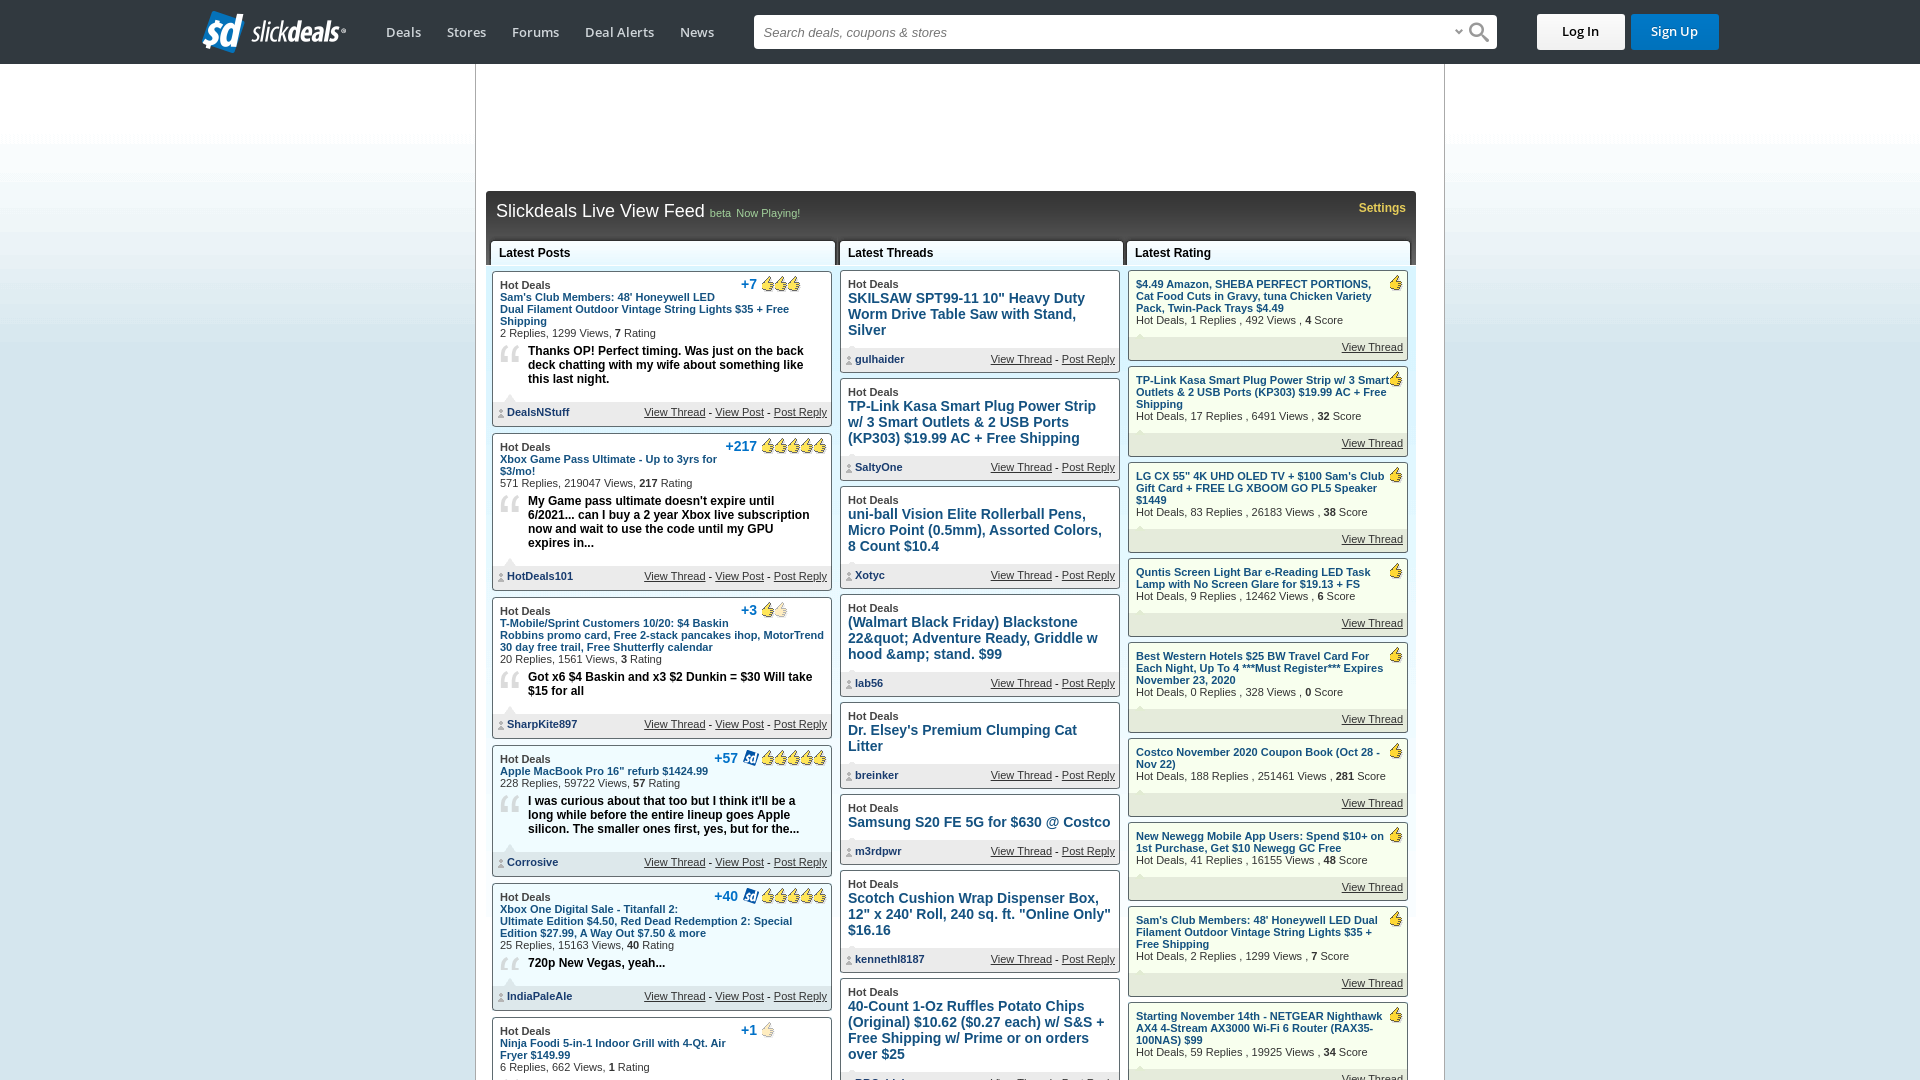 sd slickdeals
Deals
Stores
Forums
Deal Alerts
News
Search deals, coupons & stores
Log In
Sign Up
Slickdeals Live View Feed beta Now Playing!
Settings
Latest Posts
Hot Deals
+7
Sam's Club Members: 48' Honeywell LED
Dual Filament Outdoor Vintage String Lights $35 + Free
Shipping
2 Replies, 1299 Views, 7 Rating
Thanks OP! Perfect timing. Was just on the back
deck chatting with my wife about something like
this last night.
DealsNStuff
View Thread - View Post - Post Reply
Hot Deals
+217
Xbox Game Pass Ultimate - Up to 3yrs for
$3/mo!
571 Replies, 219047 Views, 217 Rating
My Game pass ultimate doesn't expire until
6/2021... can I buy a 2 year Xbox live subscription
now and wait to use the code until my GPU
expires in...
HotDeals101
View Thread - View Post - Post Reply
Hot Deals
+3
T-Mobile/Sprint Customers 10/20: $4 Baskin
Robbins promo card, Free 2-stack pancakes ihop, MotorTrend
30 day free trail, Free Shutterfly calendar
20 Replies, 1561 Views, 3 Rating
Got x6 $4 Baskin and x3 $2 Dunkin = $30 Will take
$15 for all
SharpKite897
View Thread - View Post - Post Reply
Hot Deals
+57
Apple MacBook Pro 16" refurb $1424.99
228 Replies, 59722 Views, 57 Rating
I was curious about that too but I think it'll be a
long while before the entire lineup goes Apple
silicon. The smaller ones first, yes, but for the...
Corrosive
View Thread - View Post - Post Reply
Hot Deals
+40
Xbox One Digital Sale - Titanfall 2:
Ultimate Edition $4.50, Red Dead Redemption 2: Special
Edition $27.99, A Way Out $7.50 & more
25 Replies, 15163 Views, 40 Rating
720p New Vegas, yeah...
IndiaPaleAle
View Thread - View Post - Post Reply
Hot Deals
+1
Ninja Foodi 5-in-1 Indoor Grill with 4-Qt. Air
Fryer $149.99
6 Replies, 662 Views, 1 Rating
Latest Threads
Hot Deals
SKILSAW SPT99-11 10" Heavy Duty
Worm Drive Table Saw with Stand,
Silver
gulhaider
View Thread - Post Reply
Hot Deals
TP-Link Kasa Smart Plug Power Strip
w/ 3 Smart Outlets & 2 USB Ports
(KP303) $19.99 AC + Free Shipping
SaltyOne
View Thread - Post Reply
Hot Deals
uni-ball Vision Elite Rollerball Pens,
Micro Point (0.5mm), Assorted Colors,
8 Count $10.4
Xotyc
View Thread - Post Reply
Hot Deals
(Walmart Black Friday) Blackstone
22&quot; Adventure Ready, Griddle w
hood &amp; stand. $99
lab56
View Thread - Post Reply
Hot Deals
Dr. Elsey's Premium Clumping Cat
Litter
breinker
View Thread - Post Reply
Hot Deals
Samsung S20 FE 5G for $630 @ Costco
m3rdpwr
View Thread - Post Reply
Hot Deals
Scotch Cushion Wrap Dispenser Box,
12" x 240' Roll, 240 sq. ft. "Online Only"
$16.16
kennethl8187
View Thread - Post Reply
Hot Deals
40-Count 1-Oz Ruffles Potato Chips
(Original) $10.62 ($0.27 each) w/ S&S +
Free Shipping w/ Prime or on orders
over $25
View Thread - Post Reply
Latest Rating
$4.49 Amazon, SHEBA PERFECT PORTIONS,
Cat Food Cuts in Gravy, tuna Chicken Variety
Pack, Twin-Pack Trays $4.49
Hot Deals, 1 Replies , 492 Views , 4 Score
View Thread
TP-Link Kasa Smart Plug Power Strip w/ 3 Smart
Outlets & 2 USB Ports (KP303) $19.99 AC + Free
Shipping
Hot Deals, 17 Replies , 6491 Views , 32 Score
View Thread
LG CX 55" 4K UHD OLED TV + $100 Sam's Club
Gift Card + FREE LG XBOOM GO PL5 Speaker
$1449
Hot Deals, 83 Replies , 26183 Views , 38 Score
View Thread
Quntis Screen Light Bar e-Reading LED Task
Lamp with No Screen Glare for $19.13 + FS
Hot Deals, 9 Replies , 12462 Views , 6 Score
View Thread
Best Western Hotels $25 BW Travel Card For
Each Night, Up To 4 ***Must Register*** Expires
November 23, 2020
Hot Deals, 0 Replies , 328 Views , 0 Score
View Thread
Costco November 2020 Coupon Book (Oct 28 -
Nov 22)
Hot Deals, 188 Replies , 251461 Views , 281 Score
View Thread
New Newegg Mobile App Users: Spend $10+ on
1st Purchase, Get $10 Newegg GC Free
Hot Deals, 41 Replies , 16155 Views , 48 Score
View Thread
Sam's Club Members: 48' Honeywell LED Dual
Filament Outdoor Vintage String Lights $35 +
Free Shipping
Hot Deals, 2 Replies , 1299 Views , 7 Score
View Thread
Starting November 14th - NETGEAR Nighthawk
AX4 4-Stream AX3000 Wi-Fi 6 Router (RAX35-
100NAS) $99
Hot Deals, 59 Replies , 19925 Views , 34 Score
View Thread